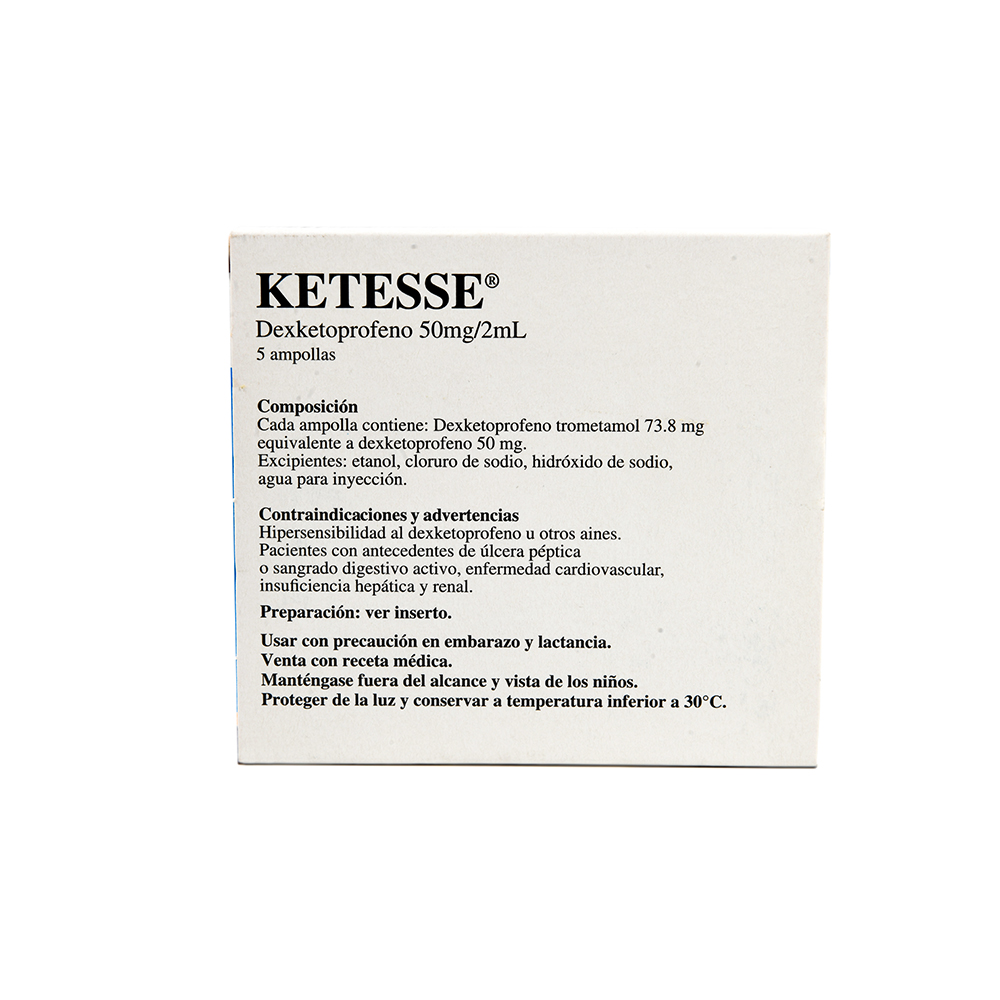 KETESSE®
Dexketoprofeno 50mg/2mL
5 ampollas
Composición
Cada ampolla contiene: Dexketoprofeno trometamol 73.8 mg
equivalente a dexketoprofeno 50 mg.
Excipientes: etanol, cloruro de sodio, hidróxido de sodio,
agua para inyección.
Contraindicaciones y advertencias
Hipersensibilidad al dexketoprofeno u otros aines.
Pacientes con antecedentes de úlcera péptica
o sangrado digestivo activo, enfermedad cardiovascular,
insuficiencia hepática y renal.
Preparación: ver inserto.
Usar con precaución en embarazo y lactancia.
Venta con receta médica.
Manténgase fuera del alcance y vista de los niños.
Proteger de la luz y conservar a temperatura inferior a 30°C.